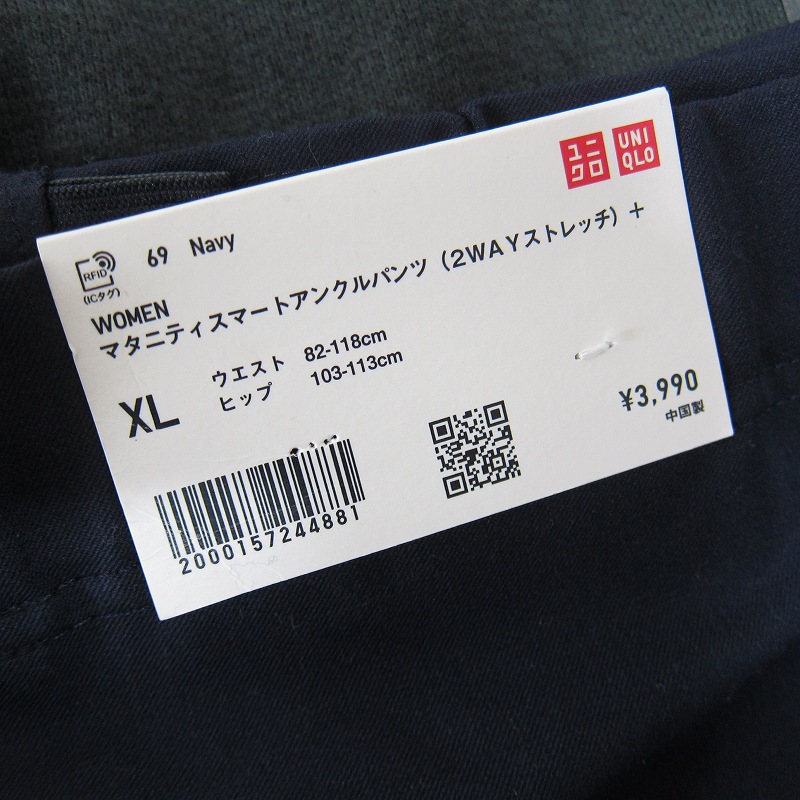 ユニ
クロ
UNI
QLO
RFID
(ICタグ)
69 Navy
WOMEN
マタニティスマートアンクルパンツ（2WAYストレッチ）＋
XL
ウエスト 82-118cm
ヒップ 103-113cm
¥3,990
中国製
2000157244881